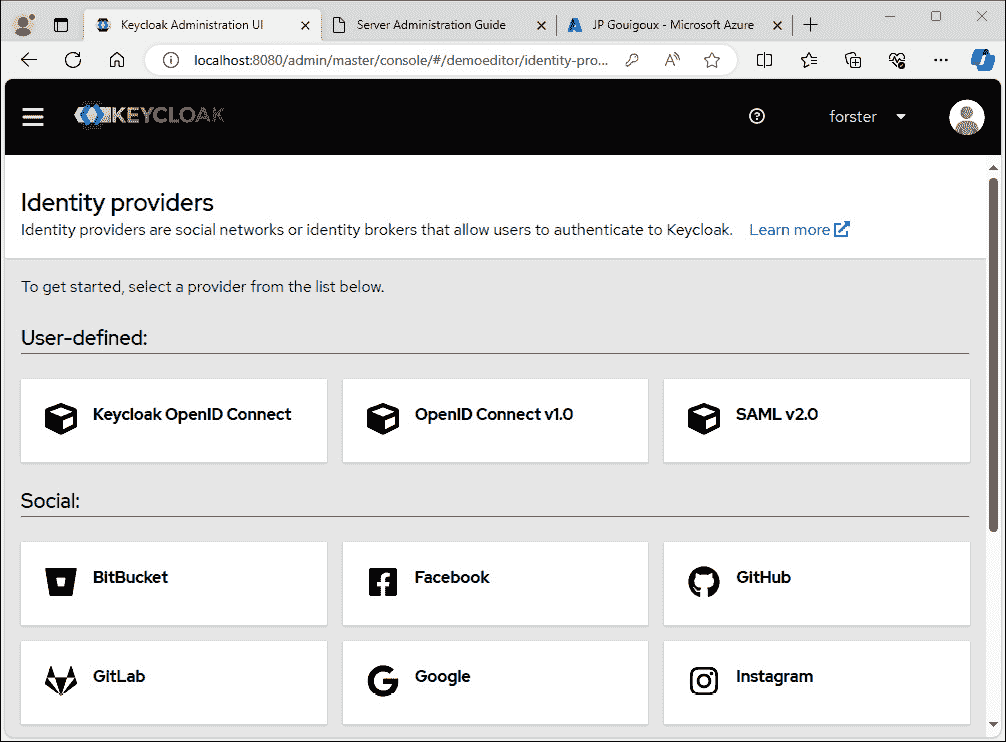 Keycloak Administration UI
Server Administration Guide
JP Gouigoux - Microsoft Azure
localhost:8080/admin/master/console/#/demoeditor/identity-pro...
KEYCLOAK
forster
Identity providers
Identity providers are social networks or identity brokers that allow users to authenticate to Keycloak. Learn more
To get started, select a provider from the list below.
User-defined:
Keycloak OpenID Connect
OpenID Connect v1.0
SAML v2.0
Social:
BitBucket
Facebook
GitHub
GitLab
Google
Instagram